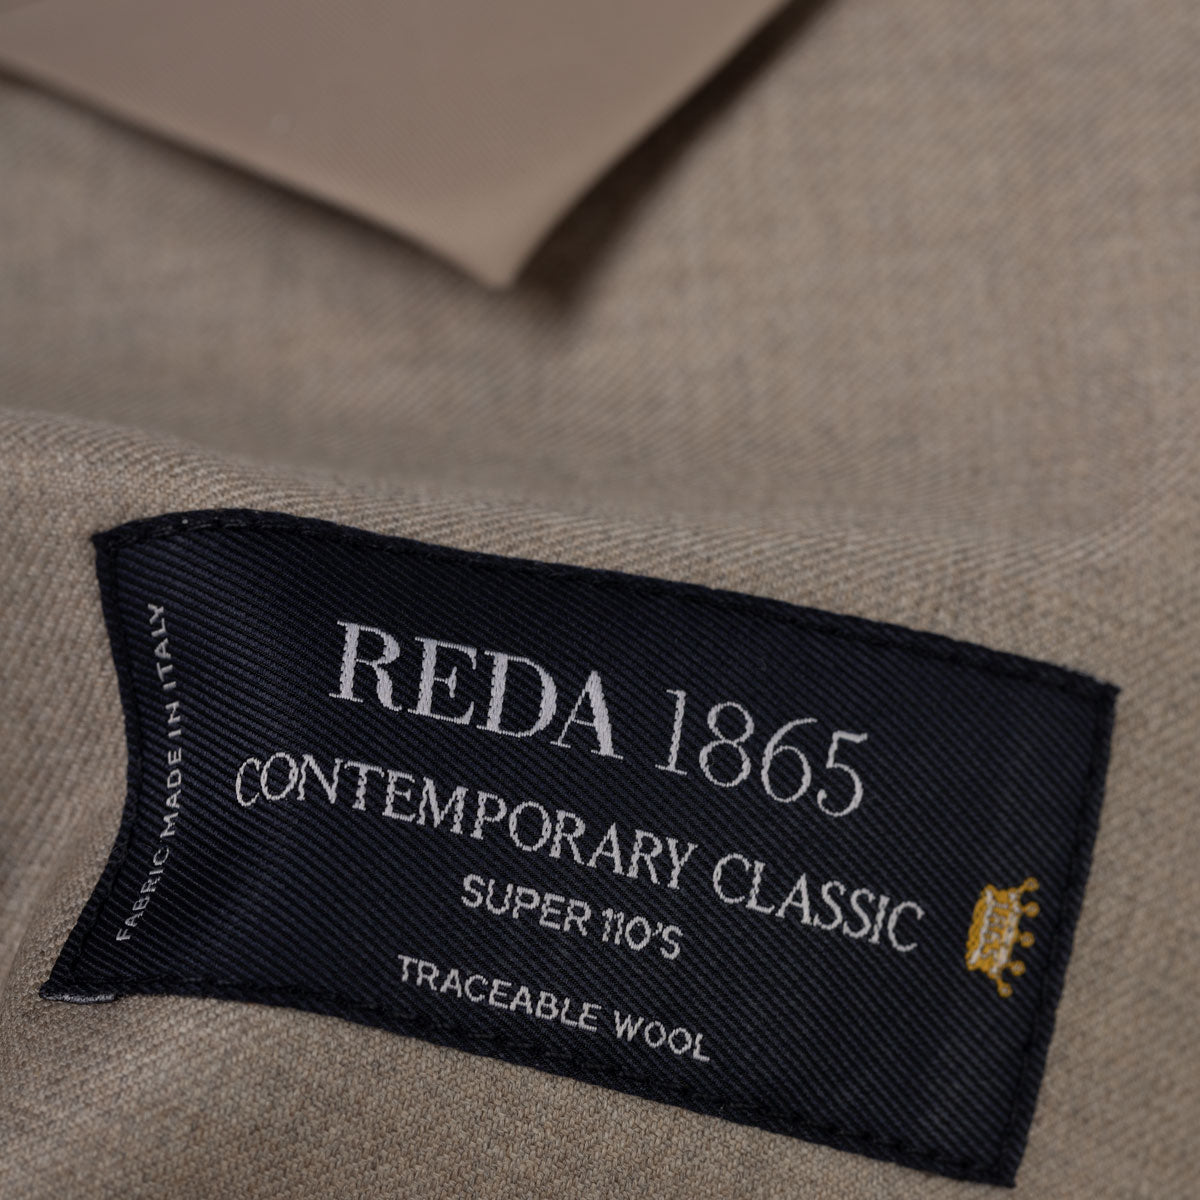 REDA 1865
CONTEMPORARY CLASSIC
SUPER 110'S
TRACEABLE WOOL
FABRIC MADE IN ITALY